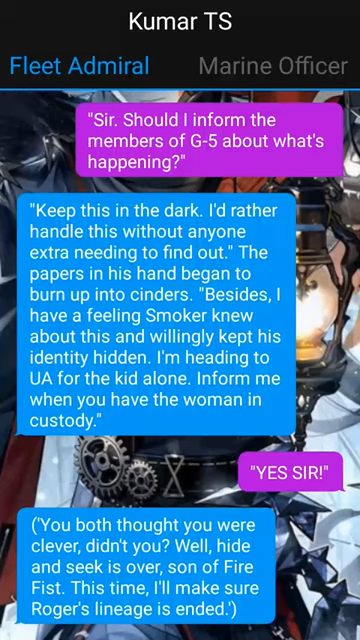 Kumar TS
Fleet Admiral
Marine Officer
"Sir. Should I inform the
members of G-5 about what's
happening?"
"Keep this in the dark. I'd rather
handle this without anyone
extra needing to find out." The
papers in his hand began to
burn up into cinders. "Besides, I
have a feeling Smoker knew
about this and willingly kept his
identity hidden. I'm heading to
UA for the kid alone. Inform me
when you have the woman in
custody."
"YES SIR!"
('You both thought you were
clever, didn't you? Well, hide
and seek is over, son of Fire
Fist. This time, I'll make sure
Roger's lineage is ended.')